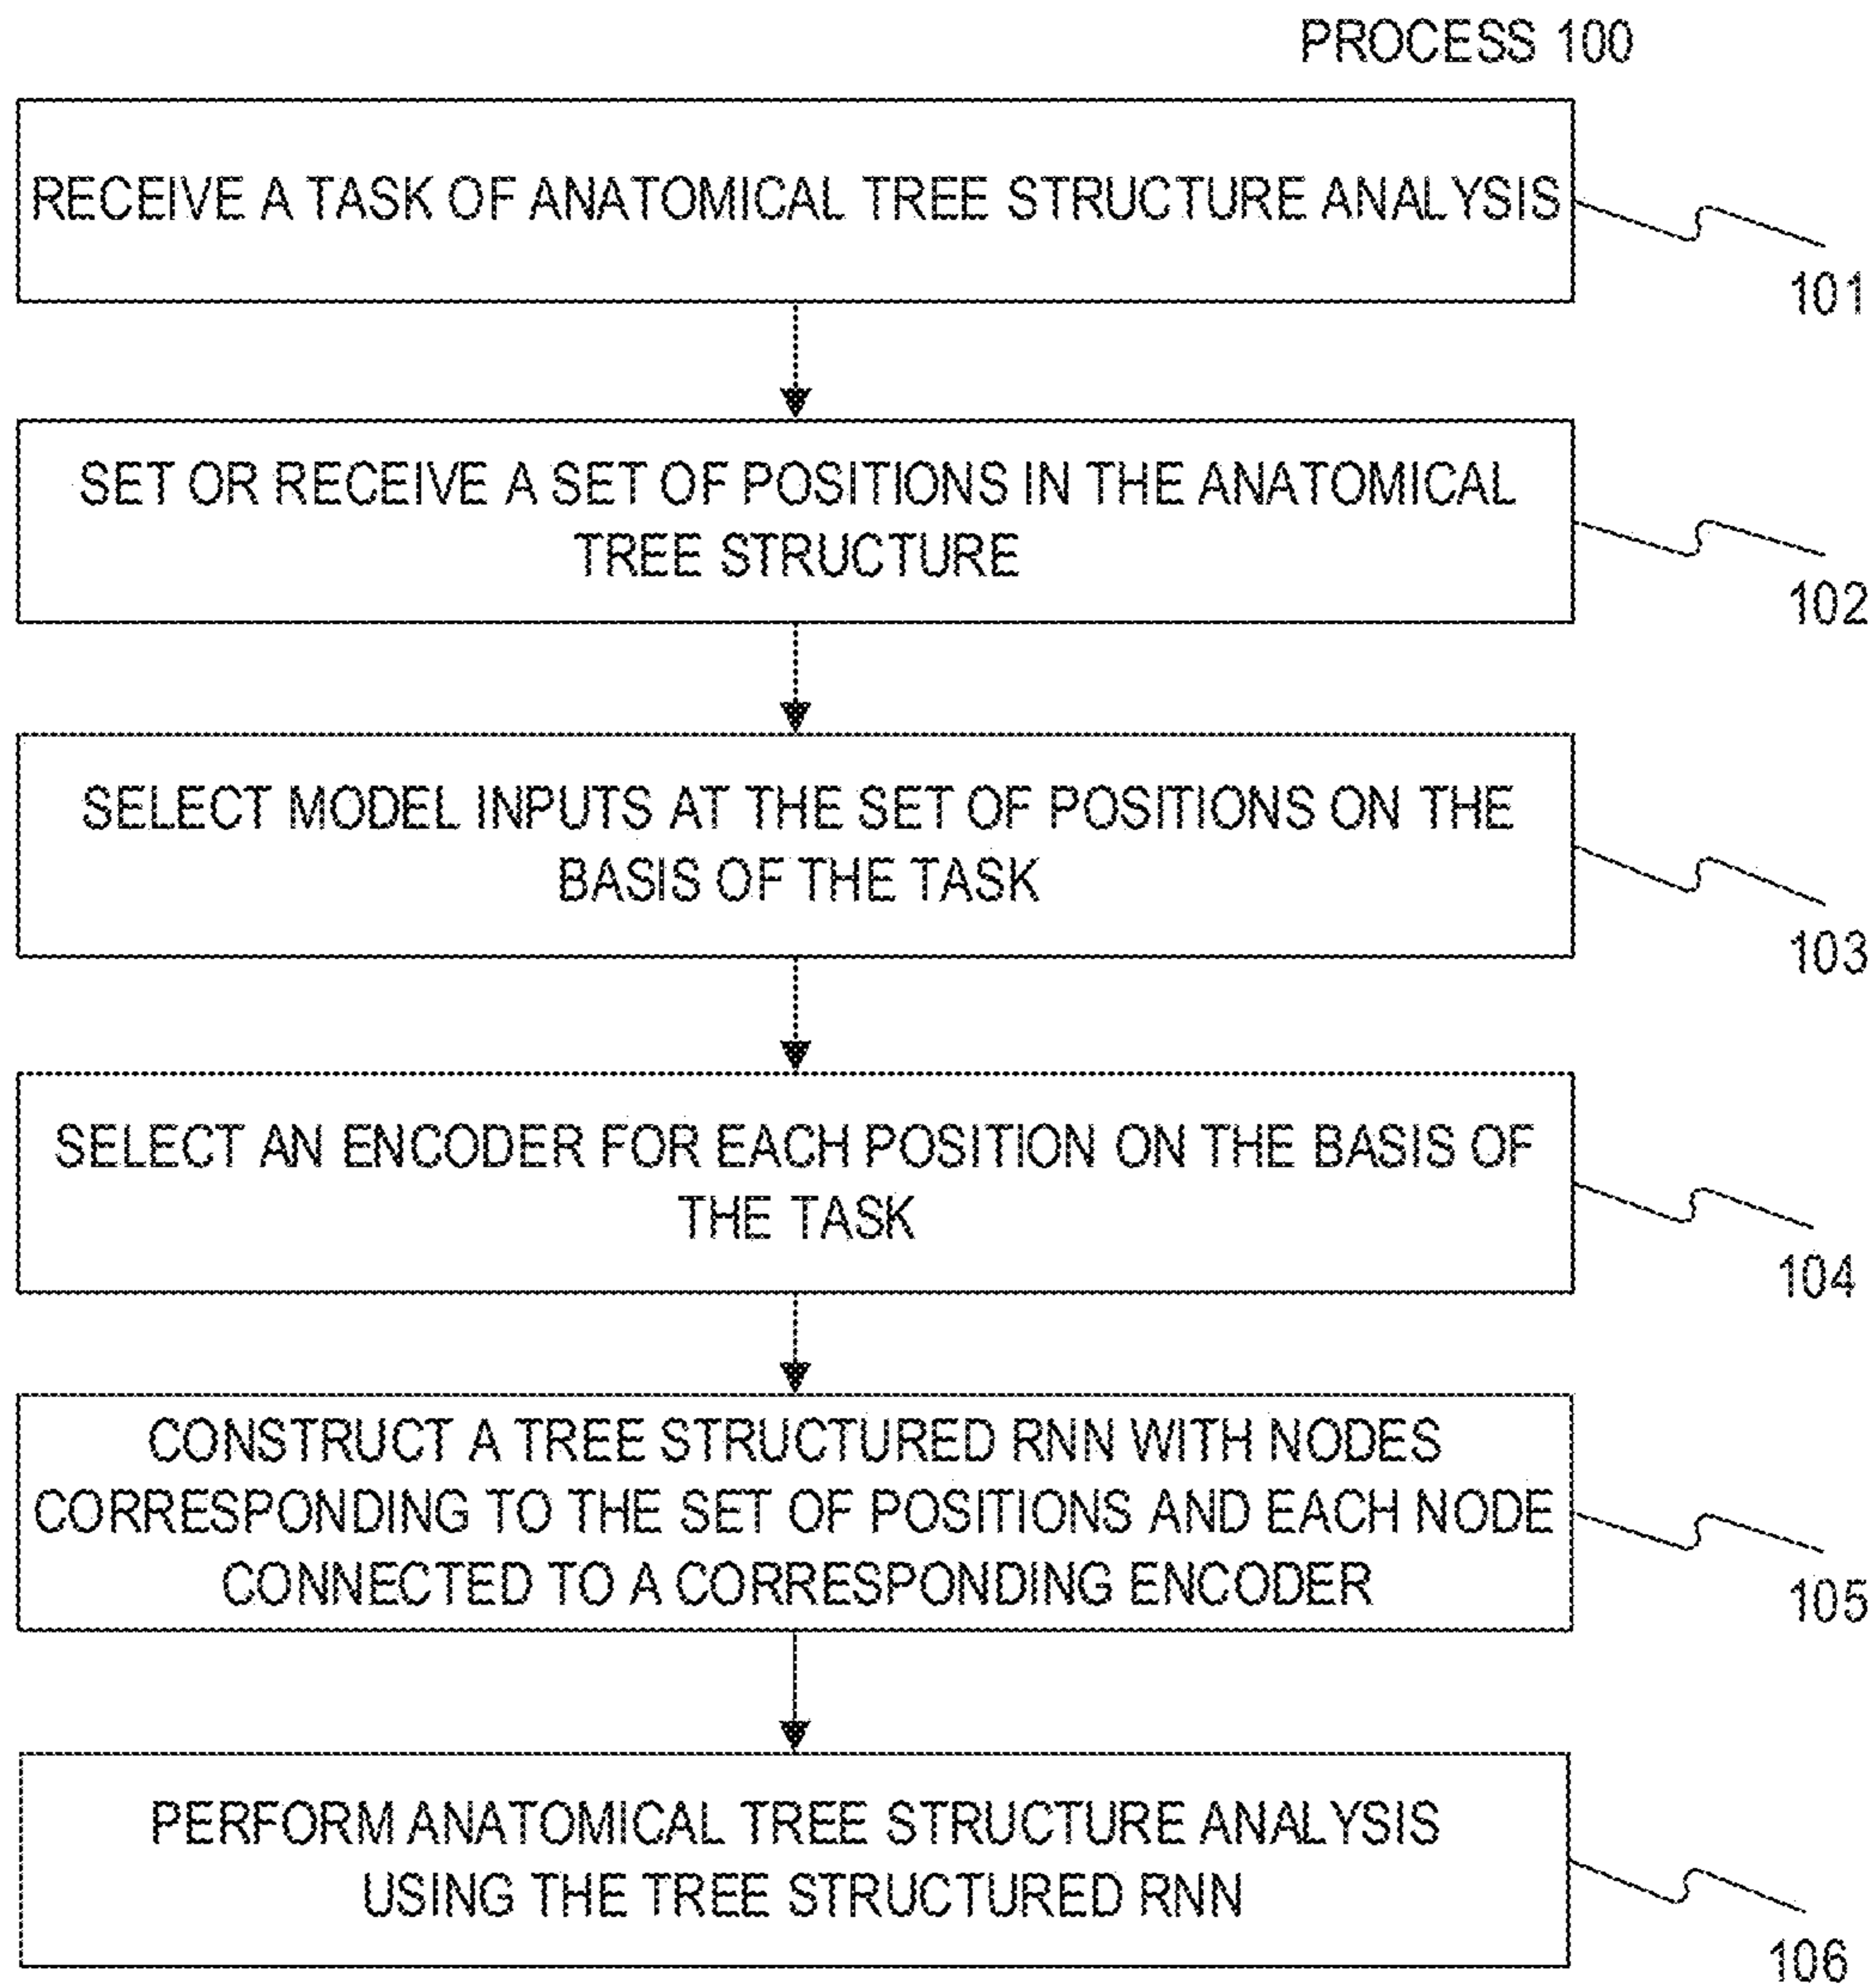 PROCESS 100
RECEIVE A TASK OF ANATOMICAL TREE STRUCTURE ANALYSIS
101
SET OR RECEIVE A SET OF POSITIONS IN THE ANATOMICAL
TREE STRUCTURE
102
SELECT MODEL INPUTS AT THE SET OF POSITIONS ON THE
BASIS OF THE TASK
103
SELECT AN ENCODER FOR EACH POSITION ON THE BASIS OF
THE TASK
104
CONSTRUCT A TREE STRUCTURED RNN WITH NODES
CORRESPONDING TO THE SET OF POSITIONS AND EACH NODE
CONNECTED TO A CORRESPONDING ENCODER
105
PERFORM ANATOMICAL TREE STRUCTURE ANALYSIS
USING THE TREE STRUCTURED RNN
106